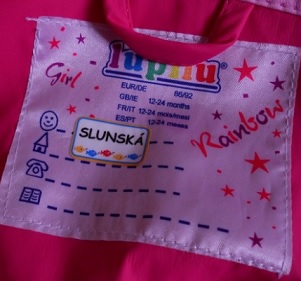 lupilu®
Girl
EUR/DE 86/92
GB/IE 12-24 months
FR/IT 12-24 mois/mesi
ES/PT 12-24 meses
SLUNSKÁ
Rainbow